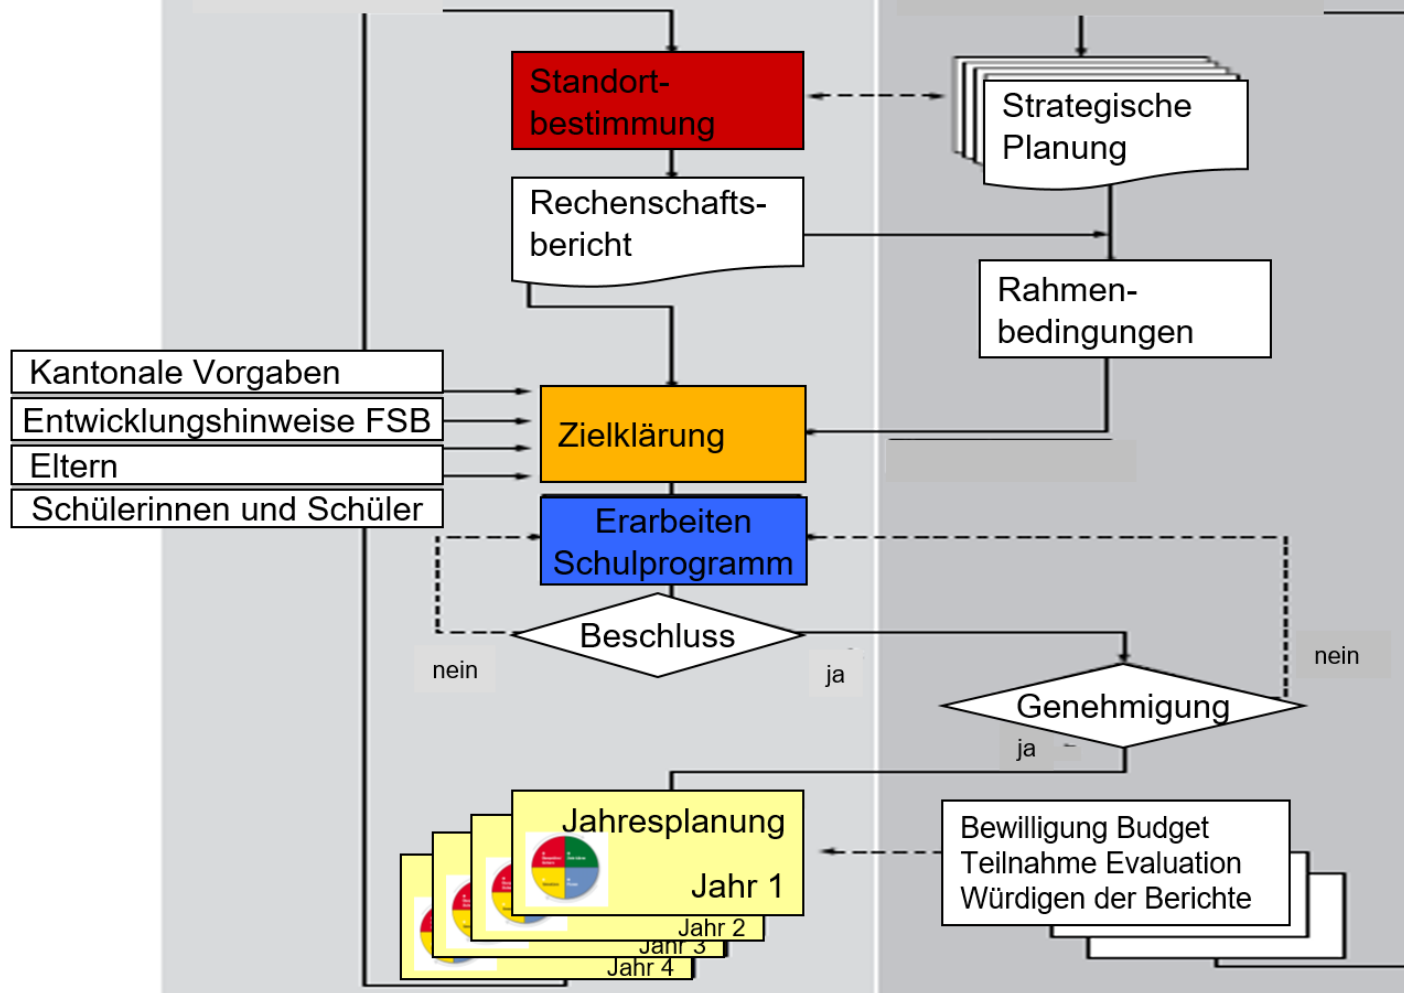 Standort-
bestimmung
Strategische
Planung
Rechenschafts-
bericht
Rahmen-
bedingungen
Kantonale Vorgaben
Entwicklungshinweise FSB
Eltern
Schülerinnen und Schüler
Zielklärung
Erarbeiten
Schulprogramm
Beschluss
nein
ja
nein
Genehmigung
ja
Jahresplanung
Jahr 1
Jahr 2
Jahr 3
Jahr 4
Bewilligung Budget
Teilnahme Evaluation
Würdigen der Berichte